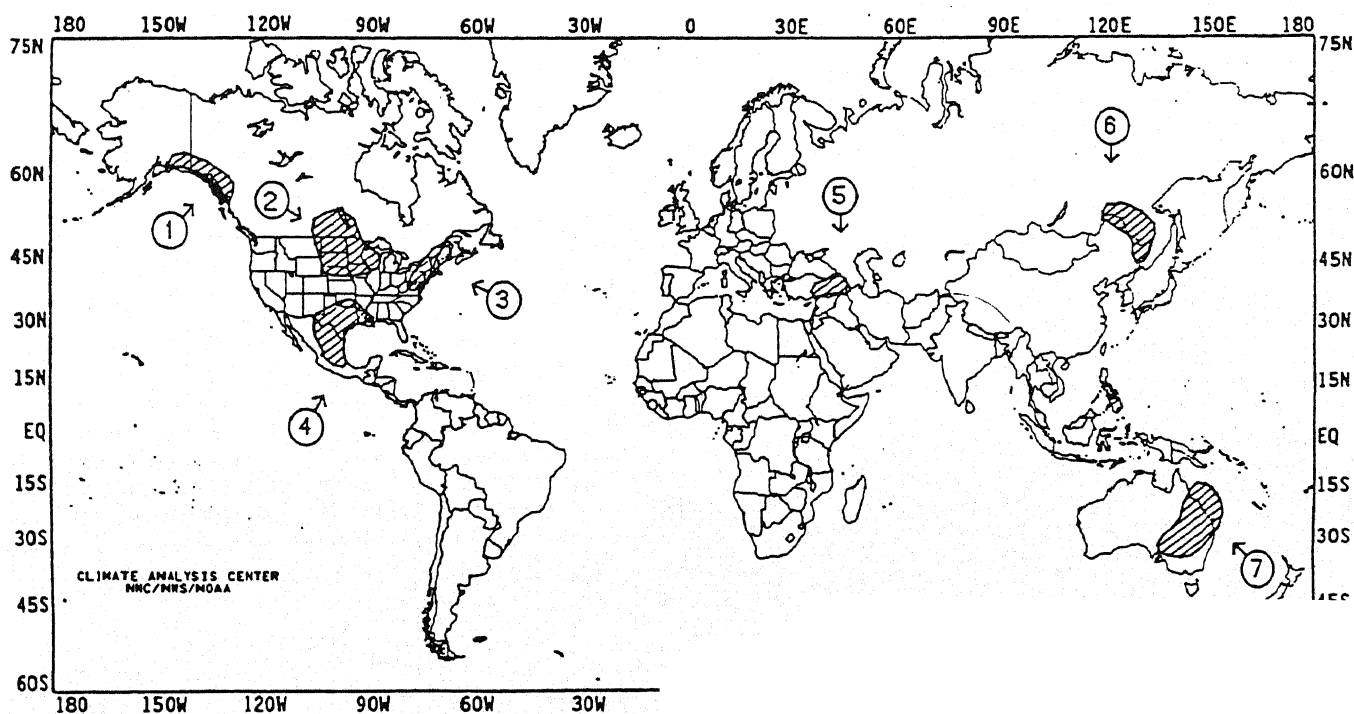 180 150W 120W 90W 60W 0 30E 60E 90E 120E 150E 180
75N 75N
6
60N 60N
2 5
1
45N 45N
3
30N 30N
15N 15N
4
EQ EQ
15S 15S
30S 30S
7
CLIMATE ANALYSIS CENTER
NMC/NWS/NOAA
45S
60S
180 150W 120W 90W 60W 30W